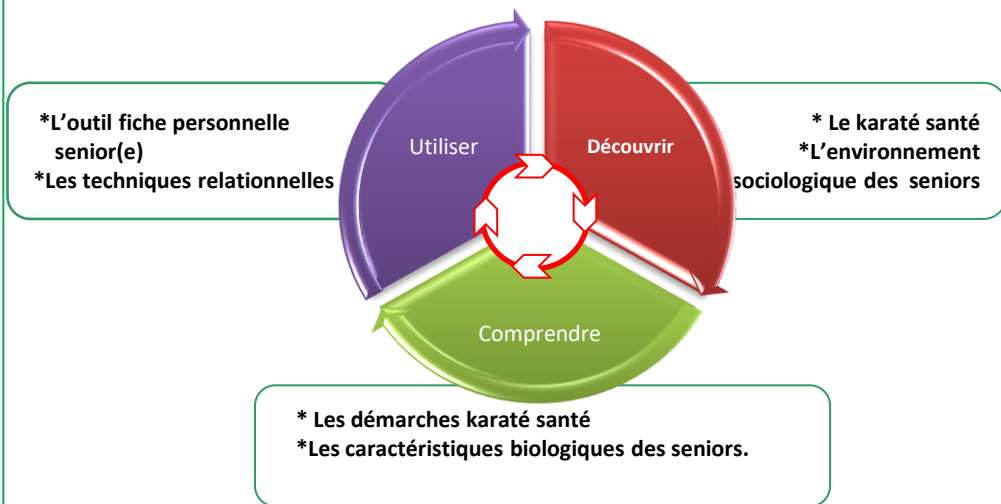 *L'outil fiche personnelle
senior(e)
*Les techniques relationnelles
Utiliser
Découvrir
* Le karaté santé
*L'environnement
sociologique des seniors
Comprendre
* Les démarches karaté santé
*Les caractéristiques biologiques des seniors.